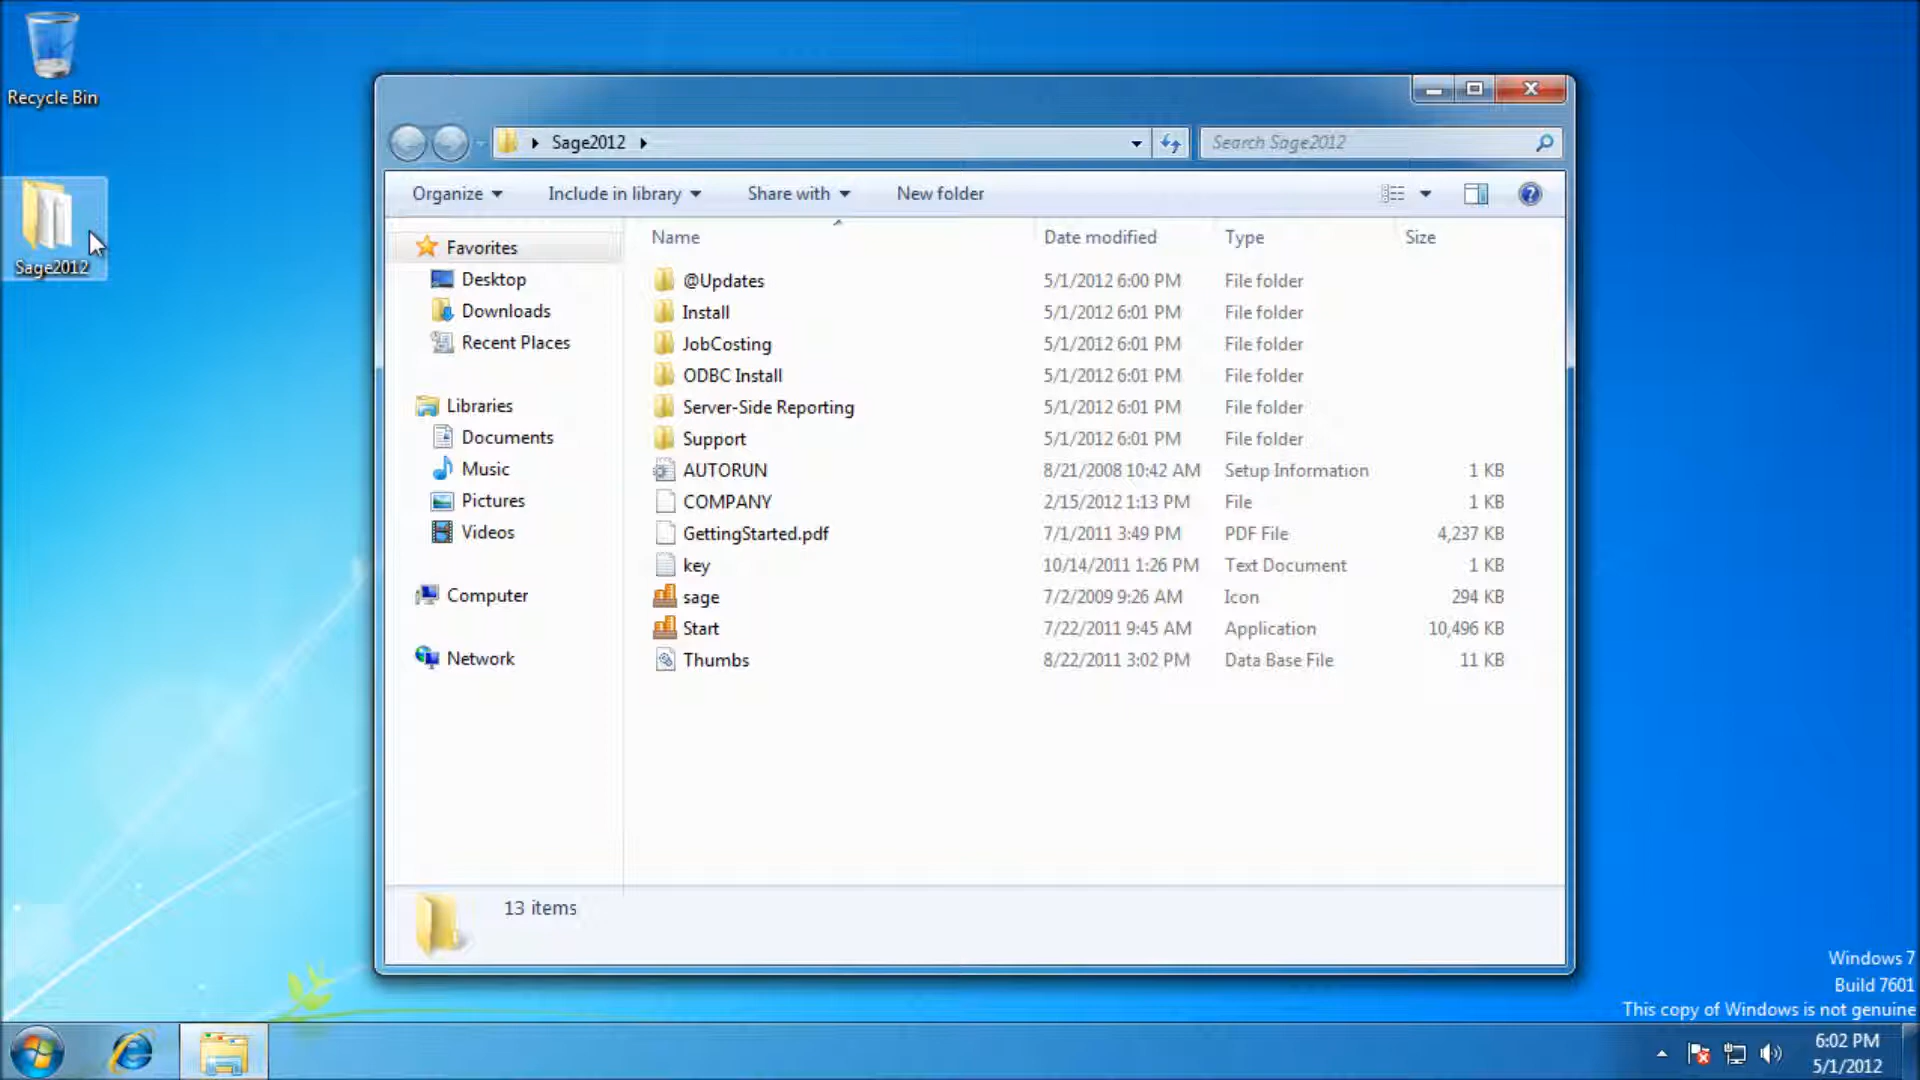 Recycle Bin
Sage2012
Sage2012
Search Sage2012
Organize
Include in library
Share with
New folder
Name Date modified Type Size
Favorites
Desktop
Downloads
Recent Places
Libraries
Documents
Music
Pictures
Videos
Computer
Network
@Updates 5/1/2012 6:00 PM File folder
Install 5/1/2012 6:01 PM File folder
JobCosting 5/1/2012 6:01 PM File folder
ODBC Install 5/1/2012 6:01 PM File folder
Server-Side Reporting 5/1/2012 6:01 PM File folder
Support 5/1/2012 6:01 PM File folder
AUTORUN 8/21/2008 10:42 AM Setup Information 1 KB
COMPANY 2/15/2012 1:13 PM File 1 KB
GettingStarted.pdf 7/1/2011 3:49 PM PDF File 4,237 KB
key 10/14/2011 1:26 PM Text Document 1 KB
sage 7/2/2009 9:26 AM Icon 294 KB
Start 7/22/2011 9:45 AM Application 10,496 KB
Thumbs 8/22/2011 3:02 PM Data Base File 11 KB
13 items
Windows 7
Build 7601
This copy of Windows is not genuine
6:02 PM
5/1/2012